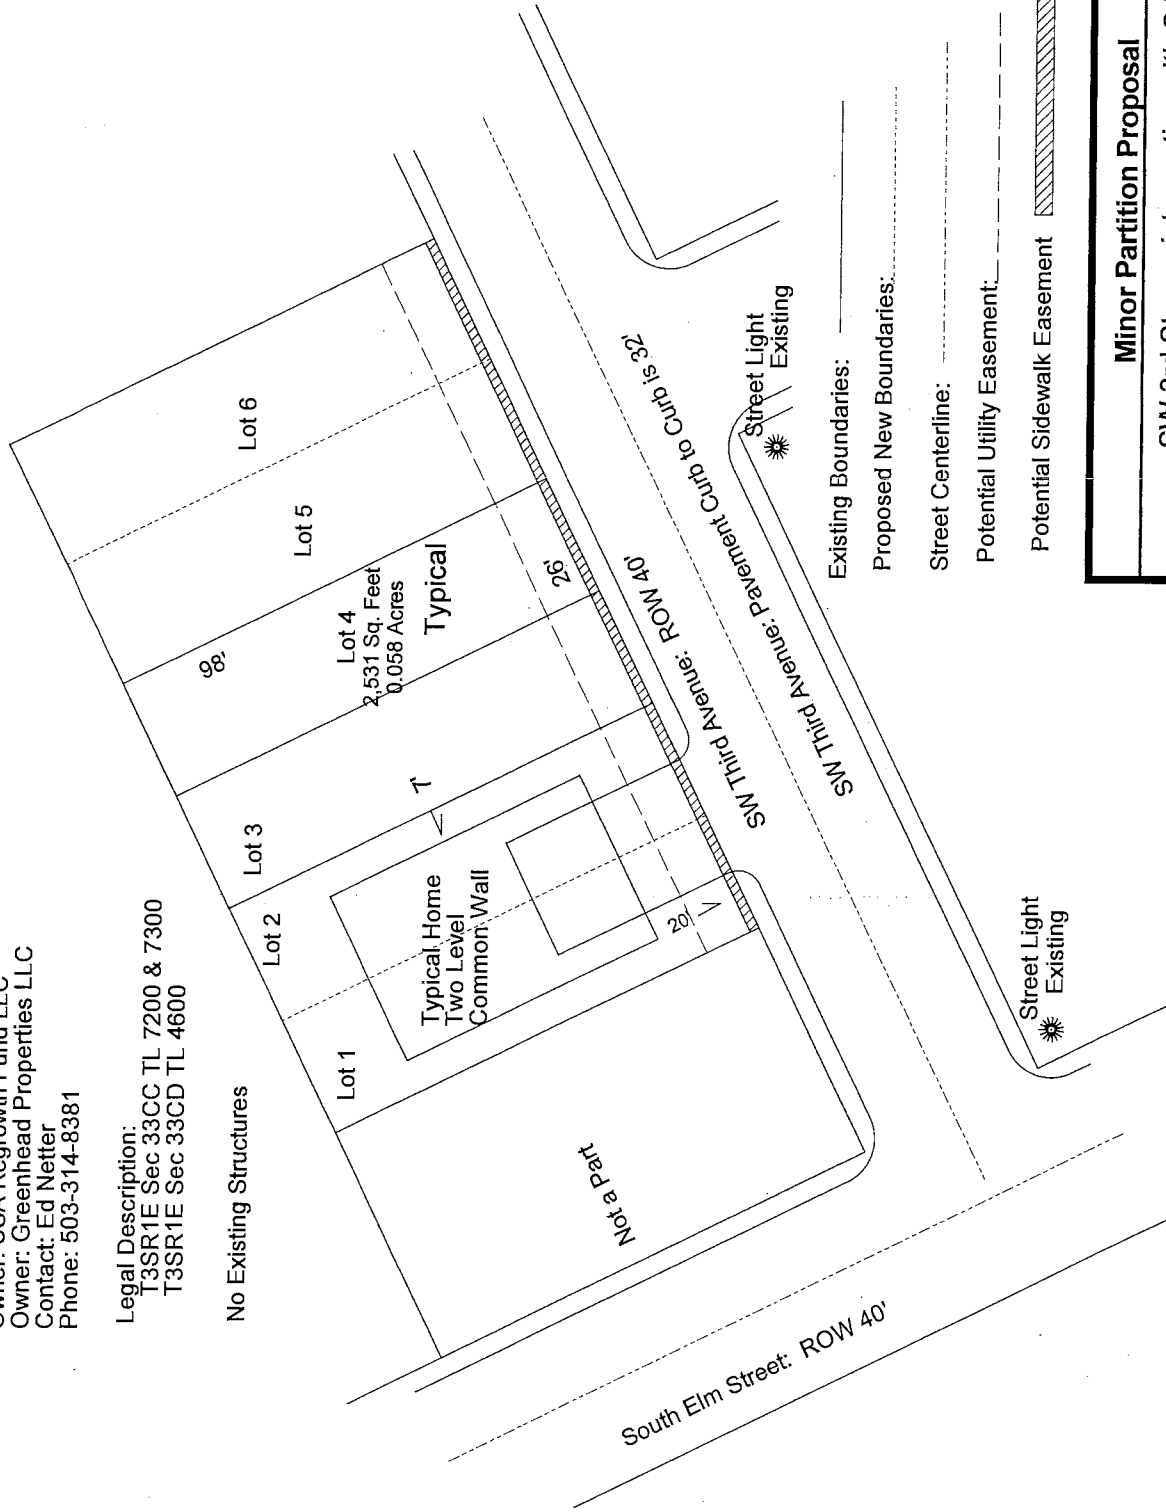 Owner: Greenhead Properties LLC
Contact: Ed Netter
Phone: 503-314-8381
Legal Description:
T3SR1E Sec 33CC TL 7200 & 7300
T3SR1E Sec 33CD TL 4600
No Existing Structures
Lot 1
Lot 2
Lot 3
Lot 4
2,531 Sq. Feet
0.058 Acres
Typical
Lot 5
Lot 6
98'
26'
7'
20'
Typical Home
Two Level
Common Wall
Not a Part
SW Third Avenue: ROW 40'
SW Third Avenue: Pavement Curb to Curb is 32'
South Elm Street: ROW 40'
Street Light
Existing
Street Light
Existing
Existing Boundaries:
Proposed New Boundaries:
Street Centerline:
Potential Utility Easement:
Potential Sidewalk Easement
Minor Partition Proposal